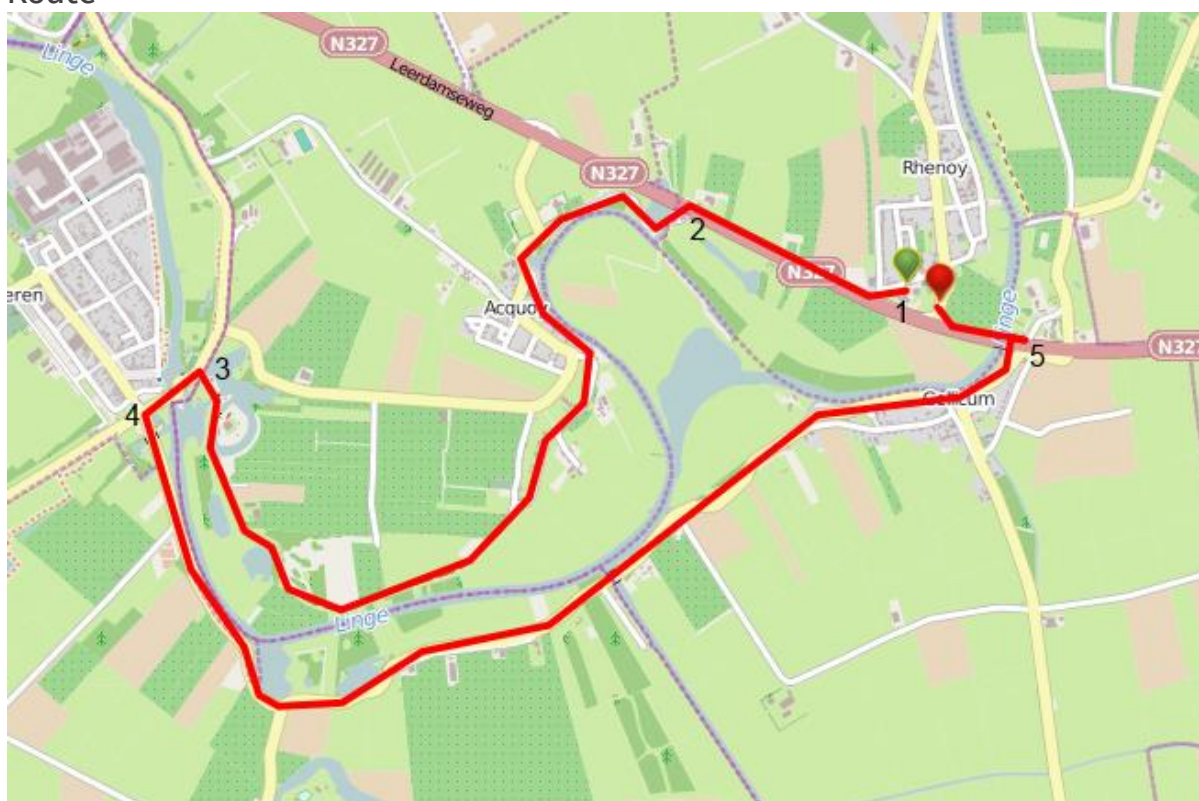 Route
N327
Linge
Leerdamseweg
N327
Rhenoy
2
N327
1
Linge
5
N327
eren
Acquoy
3
4
Gellicum
Linge